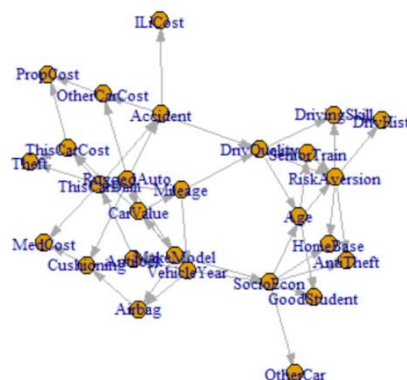 ILiCost
PropCost
OtherCarCost
Accident
DrivingSkill
DrivHist
ThisCarCost
Theft
DrivQuality
SeniorTrain
RuggedAuto
ThisCarDam
Mileage
RiskAversion
CarValue
Age
MedCost
Cushioning
MakeModel
VehicleYear
HomeBase
AntiTheft
SocioEcon
GoodStudent
Airbag
OtherCar